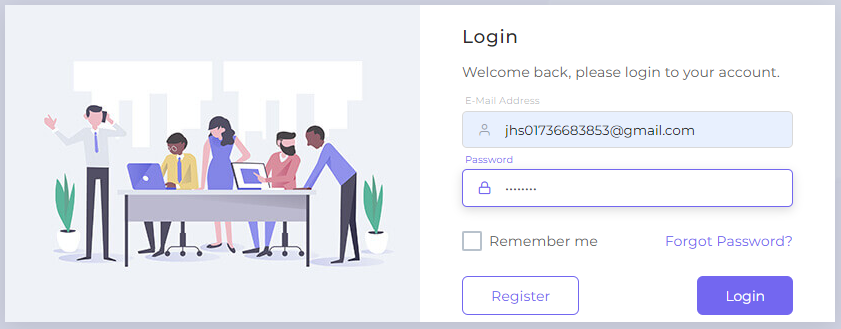 Login
Welcome back, please login to your account.
E-Mail Address
jhs01736683853@gmail.com
Password
········
Remember me
Forgot Password?
Register
Login